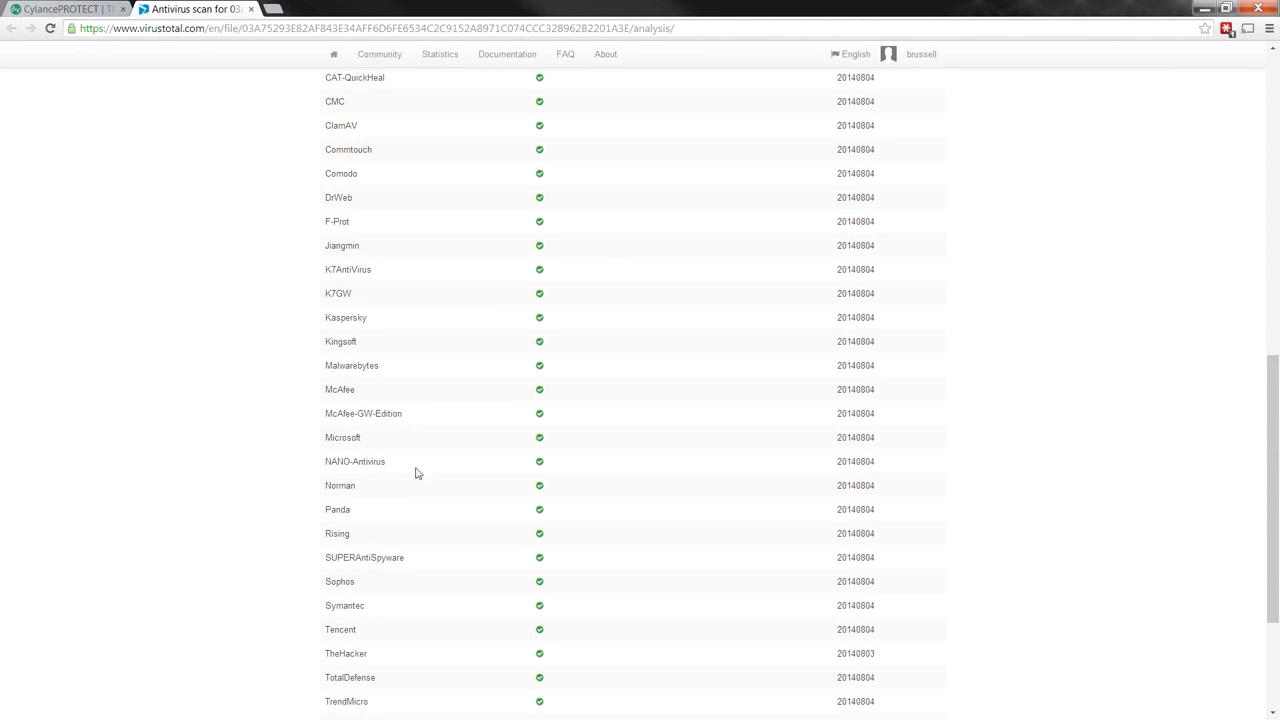 CylancePROTECT | Th
Antivirus scan for 03a
https://www.virustotal.com/en/file/03A75293E82AF843E34AFF6D6FE6534C2C9152A8971C074CCC328962B2201A3E/analysis/
Community Statistics Documentation FAQ About English brussell
CAT-QuickHeal 20140804
CMC 20140804
ClamAV 20140804
Commtouch 20140804
Comodo 20140804
DrWeb 20140804
F-Prot 20140804
Jiangmin 20140804
K7AntiVirus 20140804
K7GW 20140804
Kaspersky 20140804
Kingsoft 20140804
Malwarebytes 20140804
McAfee 20140804
McAfee-GW-Edition 20140804
Microsoft 20140804
NANO-Antivirus 20140804
Norman 20140804
Panda 20140804
Rising 20140804
SUPERAntiSpyware 20140804
Sophos 20140804
Symantec 20140804
Tencent 20140804
TheHacker 20140803
TotalDefense 20140804
TrendMicro 20140804